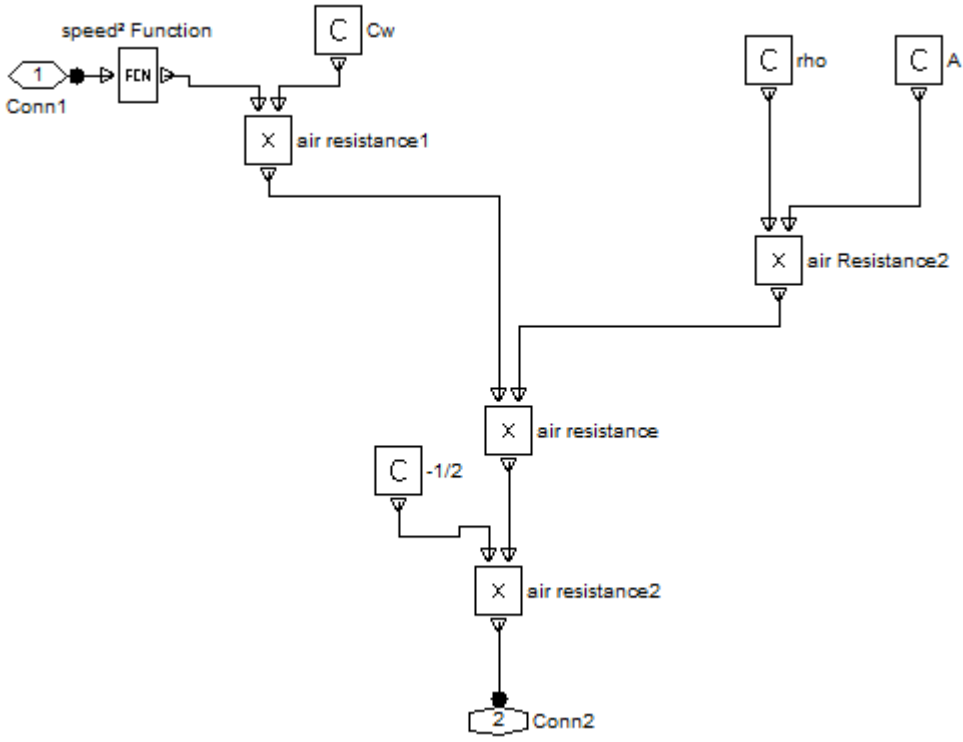 speed² Function
C Cw
1
FCN
Conn1
C rho
C A
X air resistance1
X air Resistance2
X air resistance
C -1/2
X air resistance2
2 Conn2